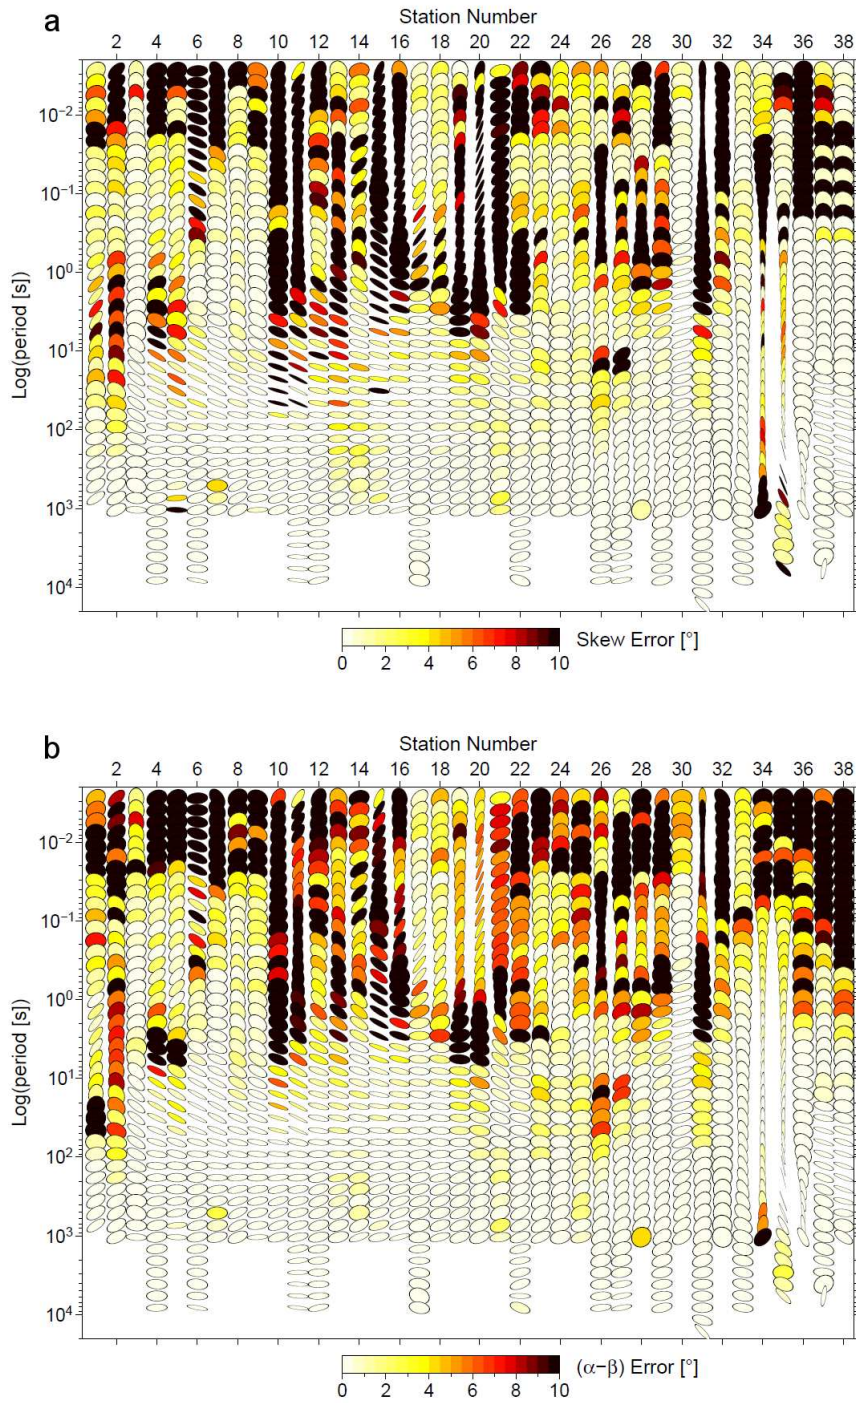 a
Station Number
2 4 6 8 10 12 14 16 18 20 22 24 26 28 30 32 34 36 38
Log(period [s])
10⁻²
10⁻¹
10⁰
10¹
10²
10³
10⁴
0 2 4 6 8 10
Skew Error [°]
b
Station Number
2 4 6 8 10 12 14 16 18 20 22 24 26 28 30 32 34 36 38
Log(period [s])
10⁻²
10⁻¹
10⁰
10¹
10²
10³
10⁴
0 2 4 6 8 10
(α−β) Error [°]